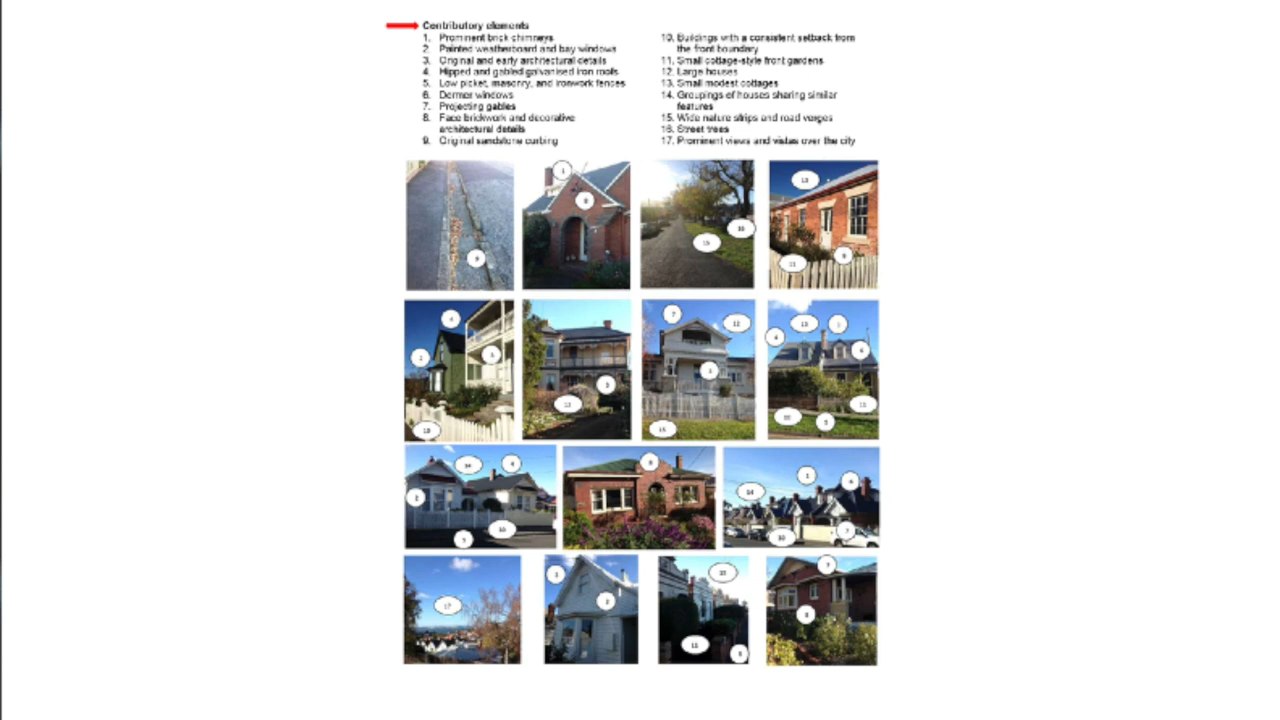 Contributory elements
1. Prominent brick chimneys
2. Painted weatherboard and bay windows
3. Original and early architectural details
4. Hipped and gabled galvanised iron roofs
5. Low picket, masonry, and ironwork fences
6. Dormer windows
7. Projecting gables
8. Face brickwork and decorative
architectural details
9. Original sandstone curbing
10. Buildings with a consistent setback from
the front boundary
11. Small cottage-style front gardens
12. Large houses
13. Small modest cottages
14. Groupings of houses sharing similar
features
15. Wide nature strips and road verges
16. Street trees
17. Prominent views and vistas over the city